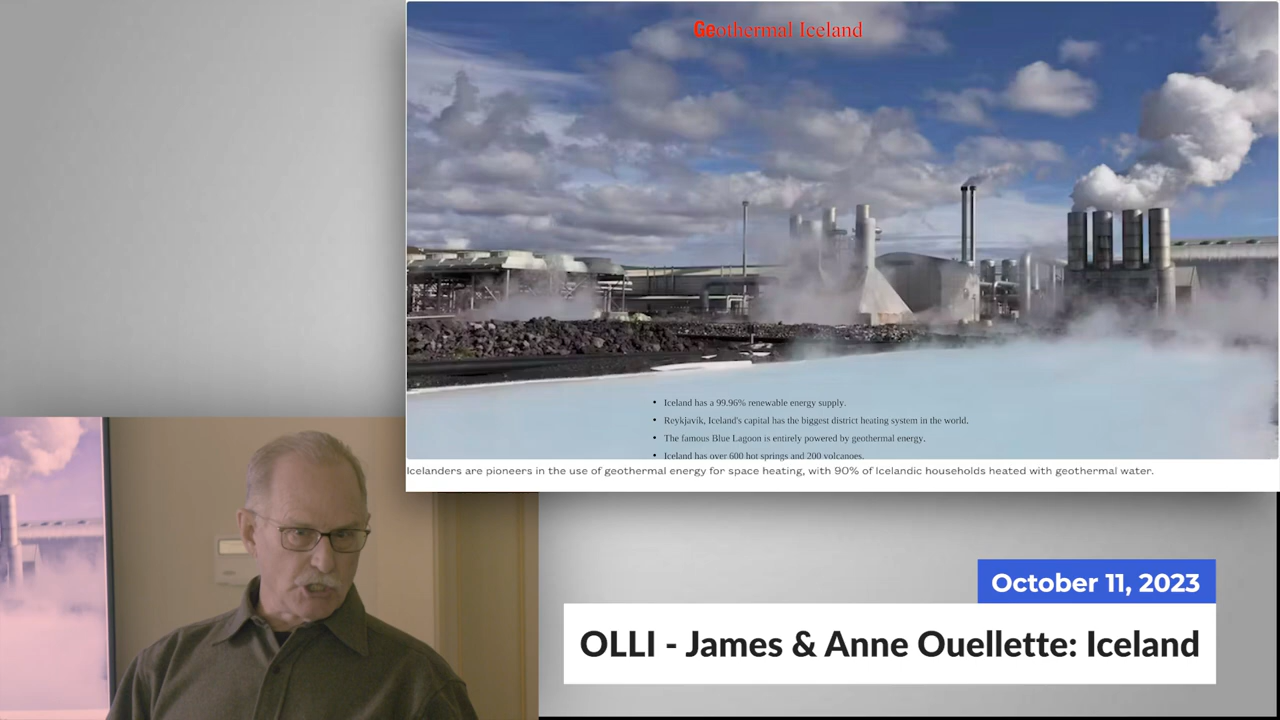 Geothermal Iceland
• Iceland has a 99.96% renewable energy supply.
• Reykjavík, Iceland's capital has the biggest district heating system in the world.
• The famous Blue Lagoon is entirely powered by geothermal energy.
• Iceland has over 600 hot springs and 200 volcanoes.
Icelanders are pioneers in the use of geothermal energy for space heating, with 90% of Icelandic households heated with geothermal water.
October 11, 2023
OLLI - James & Anne Ouellette: Iceland